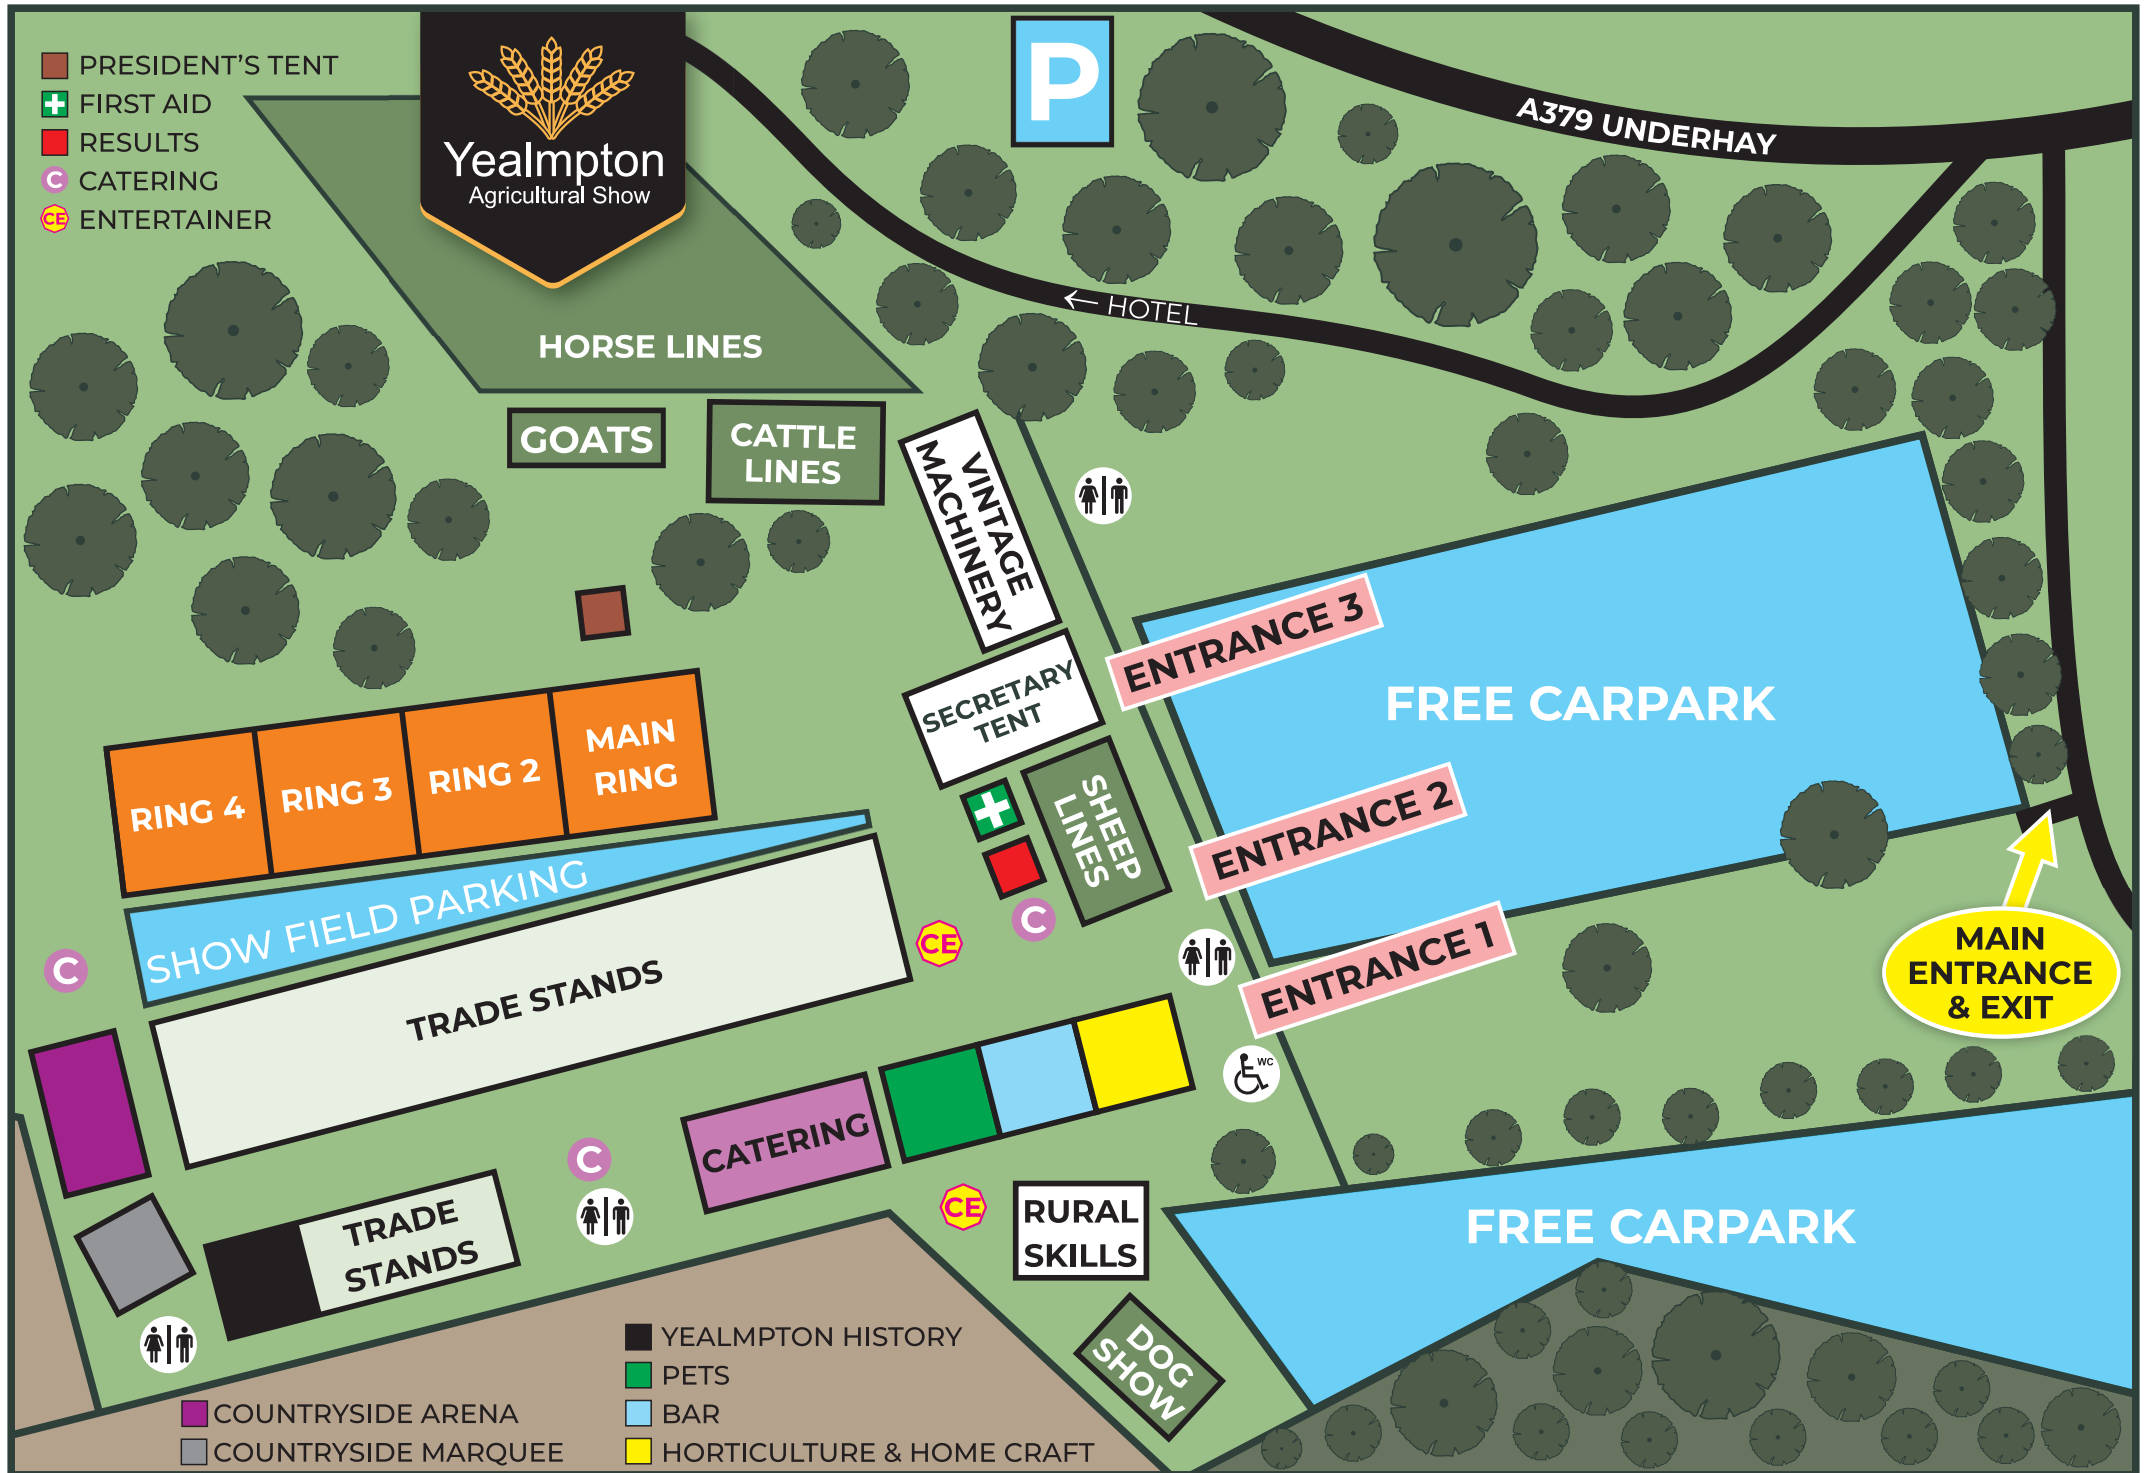 PRESIDENT'S TENT
FIRST AID
RESULTS
C CATERING
CE ENTERTAINER
Yealmpton
Agricultural Show
P
A379 UNDERHAY
← HOTEL
HORSE LINES
GOATS
CATTLE
LINES
VINTAGE
MACHINERY
SECRETARY
TENT
ENTRANCE 3
FREE CARPARK
MAIN
RING
RING 2
RING 3
RING 4
SHEEP
LINES
ENTRANCE 2
SHOW FIELD PARKING
C
CE
C
TRADE STANDS
ENTRANCE 1
MAIN
ENTRANCE
& EXIT
WC
CATERING
C
CE
RURAL
SKILLS
TRADE
STANDS
FREE CARPARK
DOG
SHOW
YEALMPTON HISTORY
PETS
BAR
HORTICULTURE & HOME CRAFT
COUNTRYSIDE ARENA
COUNTRYSIDE MARQUEE